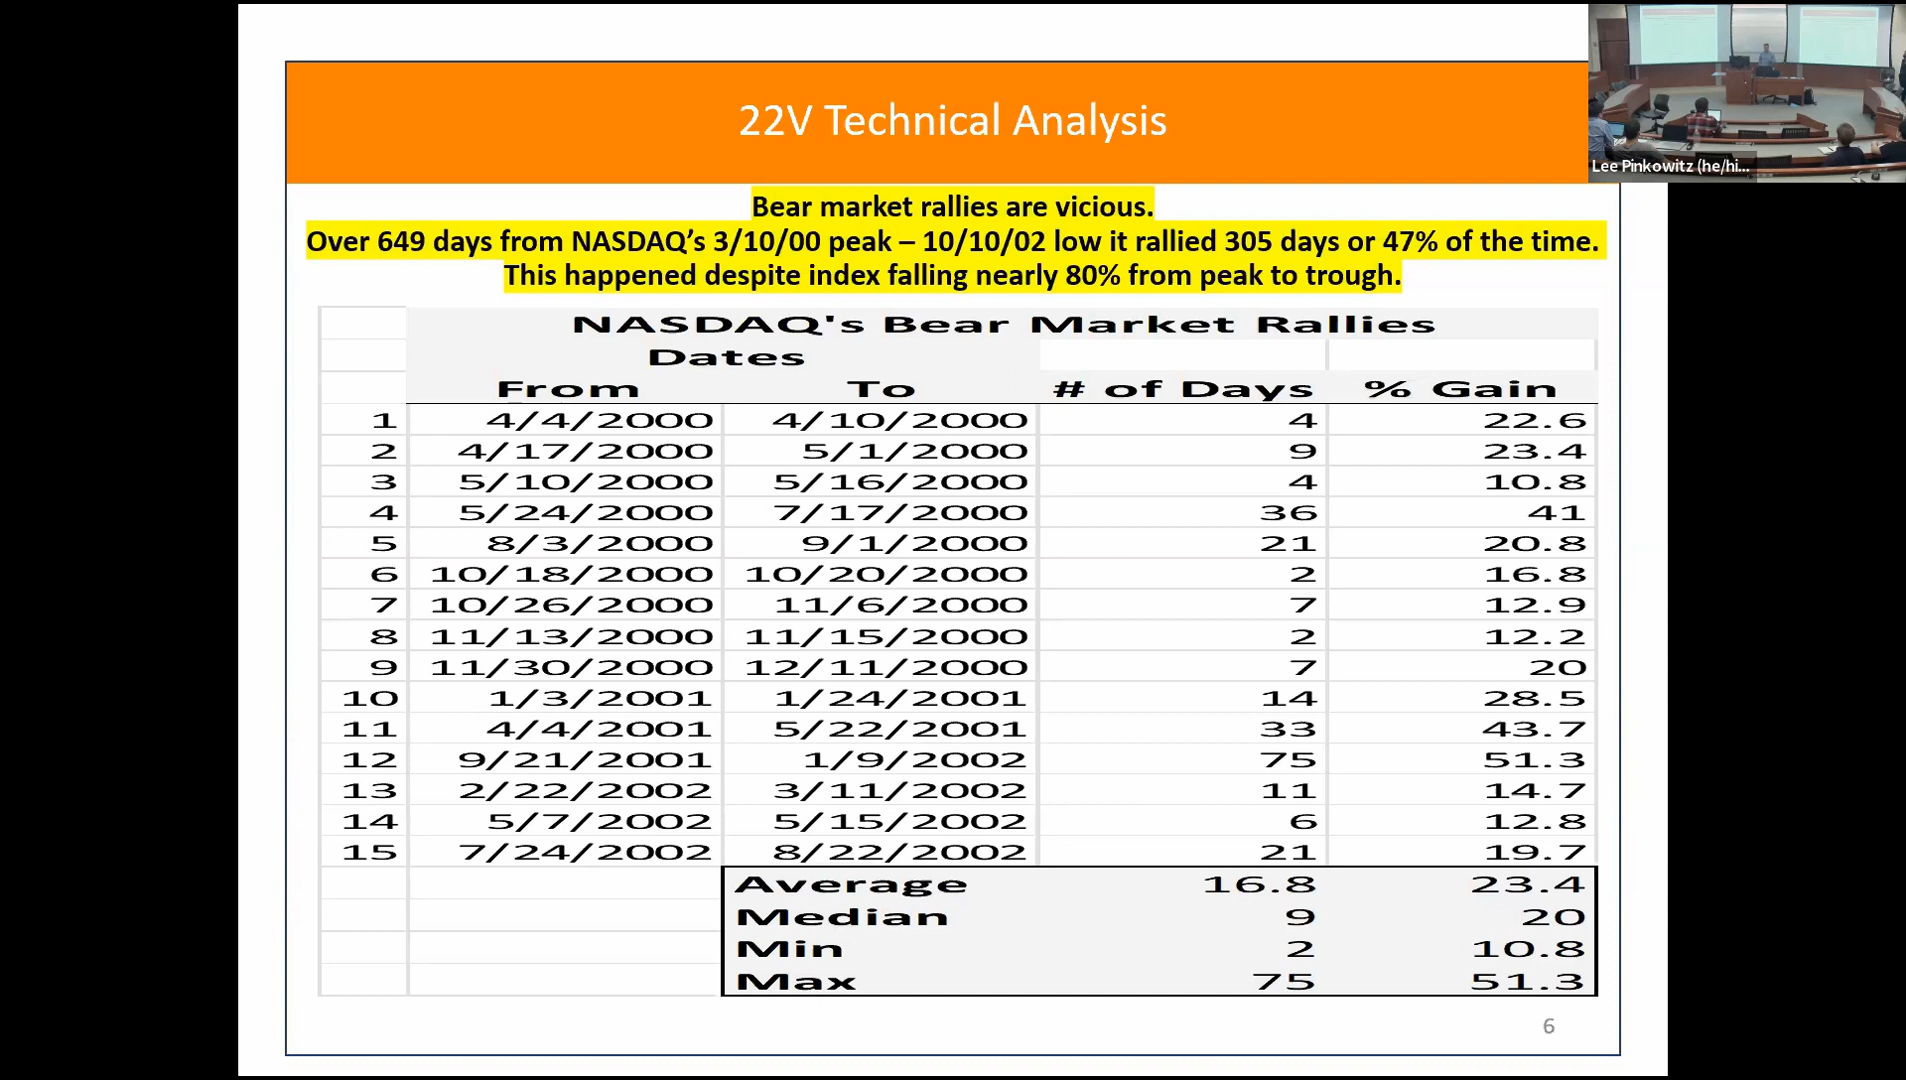 22V Technical Analysis
Lee Pinkowitz (he/hi...
Bear market rallies are vicious.
Over 649 days from NASDAQ's 3/10/00 peak – 10/10/02 low it rallied 305 days or 47% of the time.
This happened despite index falling nearly 80% from peak to trough.
NASDAQ's Bear Market Rallies
Dates
From To # of Days % Gain
1 4/4/2000 4/10/2000 4 22.6
2 4/17/2000 5/1/2000 9 23.4
3 5/10/2000 5/16/2000 4 10.8
4 5/24/2000 7/17/2000 36 41
5 8/3/2000 9/1/2000 21 20.8
6 10/18/2000 10/20/2000 2 16.8
7 10/26/2000 11/6/2000 7 12.9
8 11/13/2000 11/15/2000 2 12.2
9 11/30/2000 12/11/2000 7 20
10 1/3/2001 1/24/2001 14 28.5
11 4/4/2001 5/22/2001 33 43.7
12 9/21/2001 1/9/2002 75 51.3
13 2/22/2002 3/11/2002 11 14.7
14 5/7/2002 5/15/2002 6 12.8
15 7/24/2002 8/22/2002 21 19.7
Average 16.8 23.4
Median 9 20
Min 2 10.8
Max 75 51.3
6